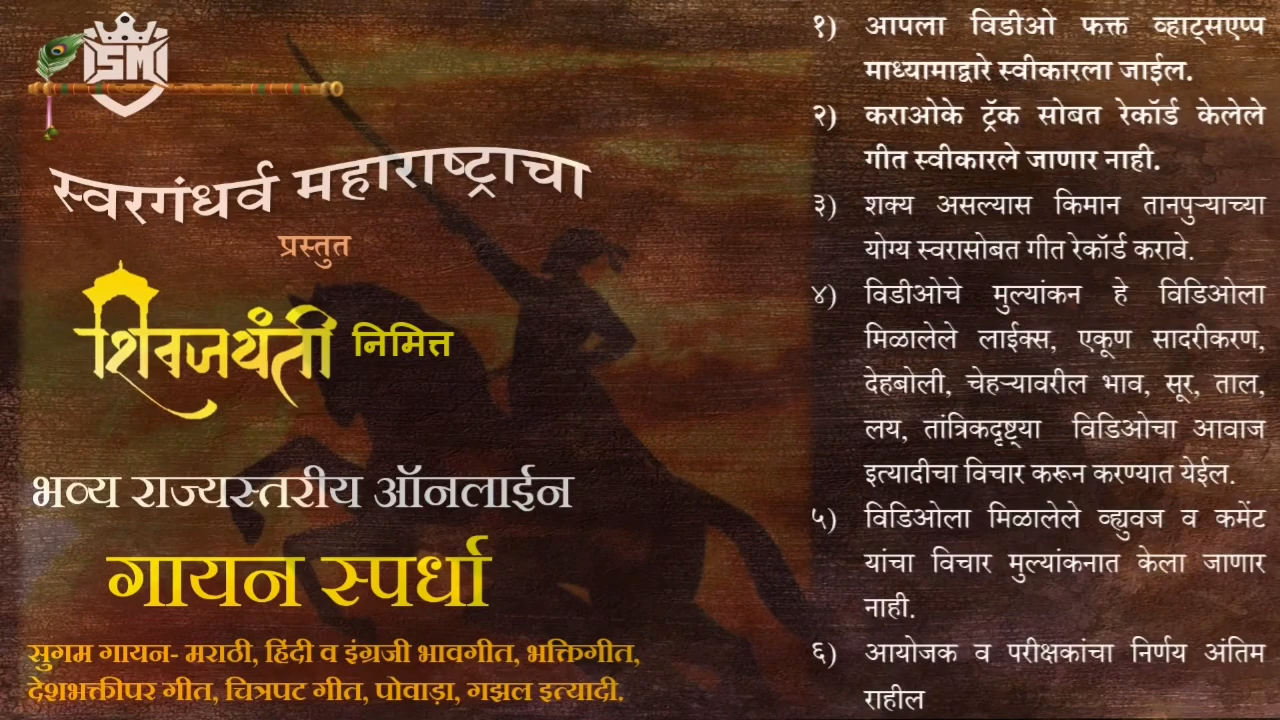 ISM
स्वरगंधर्व महाराष्ट्राचा
प्रस्तुत
शिवजयंती निमित्त
भव्य राज्यस्तरीय ऑनलाईन
गायन स्पर्धा
सुगम गायन- मराठी, हिंदी व इंग्रजी भावगीत, भक्तिगीत,
देशभक्तीपर गीत, चित्रपट गीत, पोवाडा, गझल इत्यादी.
१) आपला विडीओ फक्त व्हाट्सएप्प
माध्यामाद्वारे स्वीकारला जाईल.
२) कराओके ट्रॅक सोबत रेकॉर्ड केलेले
गीत स्वीकारले जाणार नाही.
३) शक्य असल्यास किमान तानपुऱ्याच्या
योग्य स्वरासोबत गीत रेकॉर्ड करावे.
४) विडीओचे मुल्यांकन हे विडिओला
मिळालेले लाईक्स, एकूण सादरीकरण,
देहबोली, चेहऱ्यावरील भाव, सूर, ताल,
लय, तांत्रिकदृष्ट्या विडिओचा आवाज
इत्यादीचा विचार करून करण्यात येईल.
५) विडिओला मिळालेले व्ह्युवज व कमेंट
यांचा विचार मुल्यांकनात केला जाणार
नाही.
६) आयोजक व परीक्षकांचा निर्णय अंतिम
राहील